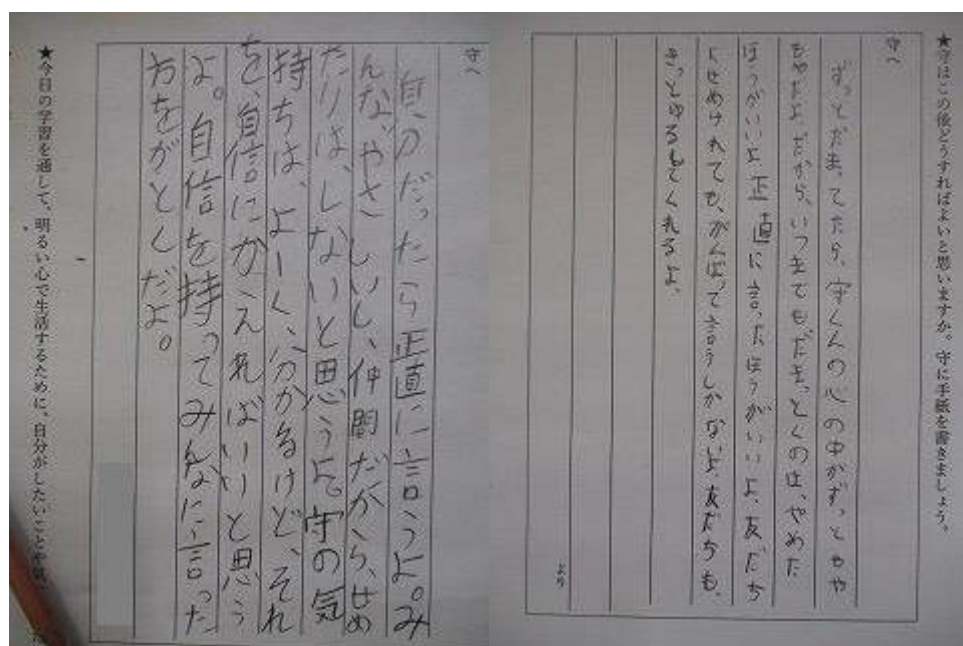 ★守はこの後どうすればよいと思いますか。守に手紙を書きましょう。
守へ
ずっとだまってたら、守くんの心の中がずっともや
もやだよ。だから、いつまでもだまっとくのは、やめた
ほうがいいよ正直に言ったほうがいいよ、友だち
にせめけれても、がんばって言うしかないよ、友だちも、
きっとゆるしてくれるよ、
より
守へ
自分だったら正直に言うよ。み
んな、やさしいし、仲間だから、せめ
たりは、しないと思うよ。守の気
持ちは、よーく、分かるけど、それ
を、自信にかえればいいと思う
よ。自信を持ってみんなに言った
方をがとくだよ。
★今日の学習を通して、明るい心で生活するために、自分がしたいことや